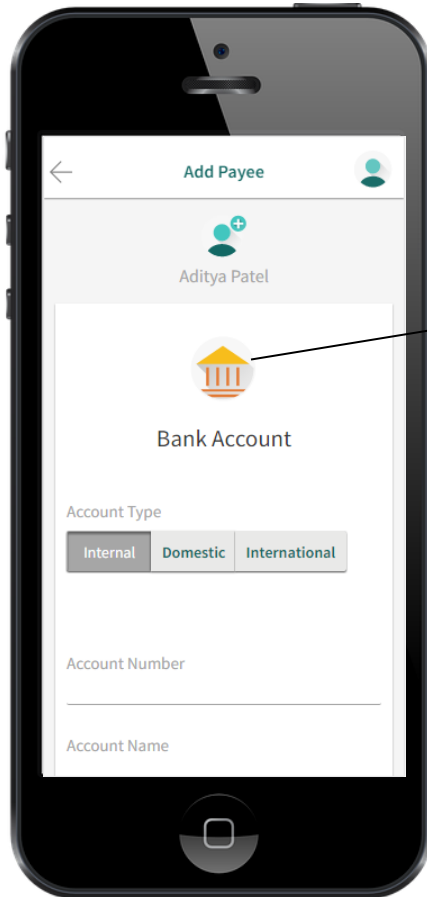 Add Payee
Aditya Patel
Bank Account
Account Type
Internal Domestic International
Account Number
Account Name